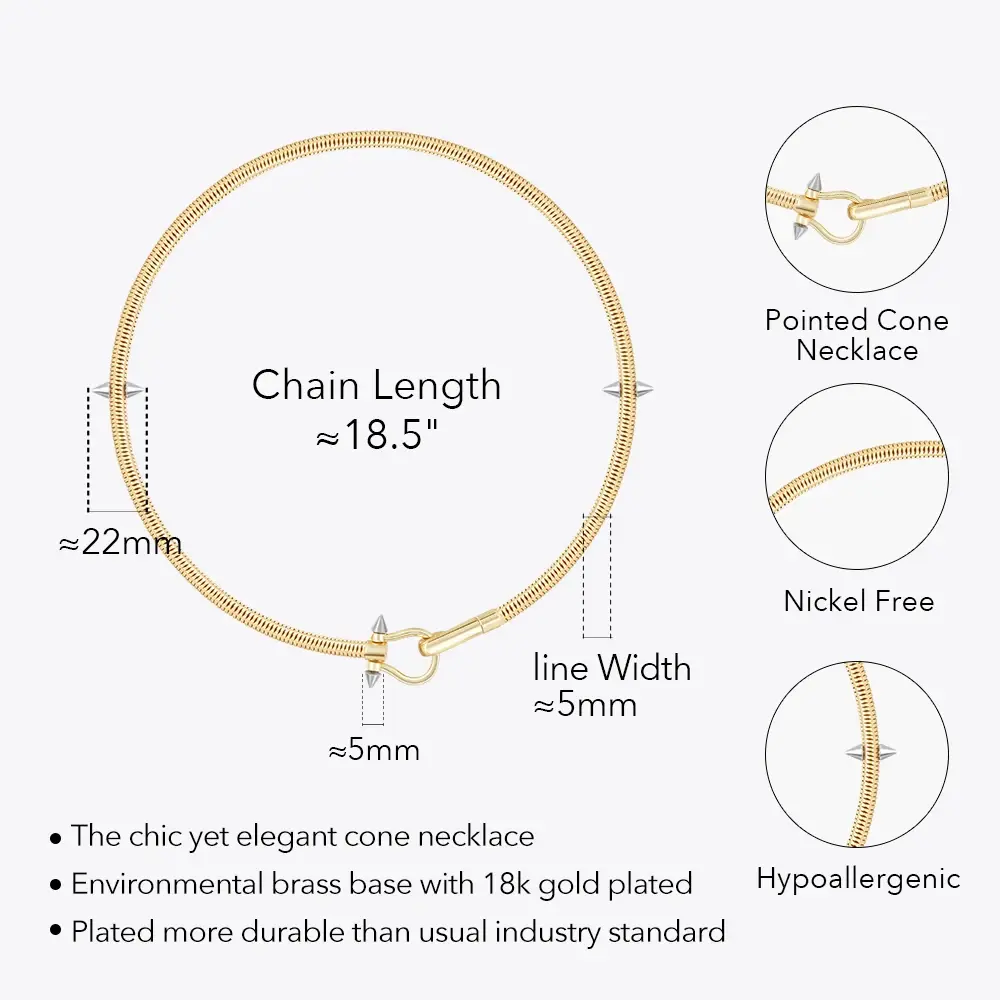 Chain Length
≈18.5"
≈22mm
line Width
≈5mm
≈5mm
Pointed Cone
Necklace
Nickel Free
Hypoallergenic
• The chic yet elegant cone necklace
• Environmental brass base with 18k gold plated
• Plated more durable than usual industry standard